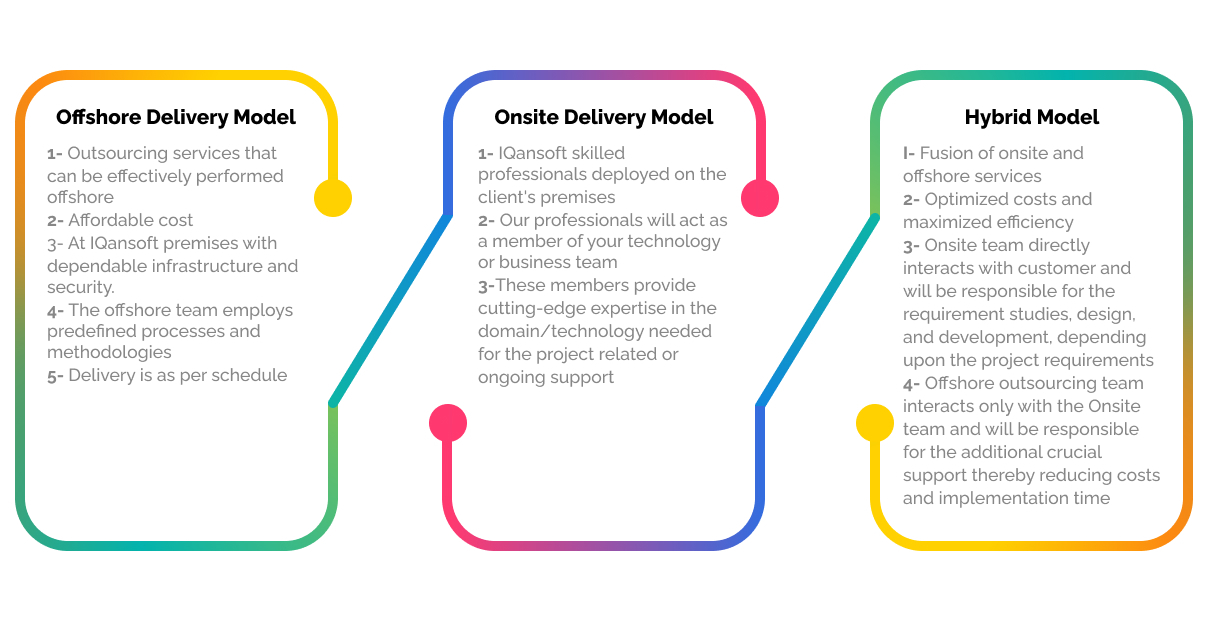 Offshore Delivery Model
1- Outsourcing services that
can be effectively performed
offshore
2- Affordable cost
3- At IQansoft premises with
dependable infrastructure and
security.
4- The offshore team employs
predefined processes and
methodologies
5- Delivery is as per schedule
Onsite Delivery Model
1- IQansoft skilled
professionals deployed on the
client's premises
2- Our professionals will act as
a member of your technology
or business team
3-These members provide
cutting-edge expertise in the
domain/technology needed
for the project related or
ongoing support
Hybrid Model
I- Fusion of onsite and
offshore services
2- Optimized costs and
maximized efficiency
3- Onsite team directly
interacts with customer and
will be responsible for the
requirement studies, design,
and development, depending
upon the project requirements
4- Offshore outsourcing team
interacts only with the Onsite
team and will be responsible
for the additional crucial
support thereby reducing costs
and implementation time